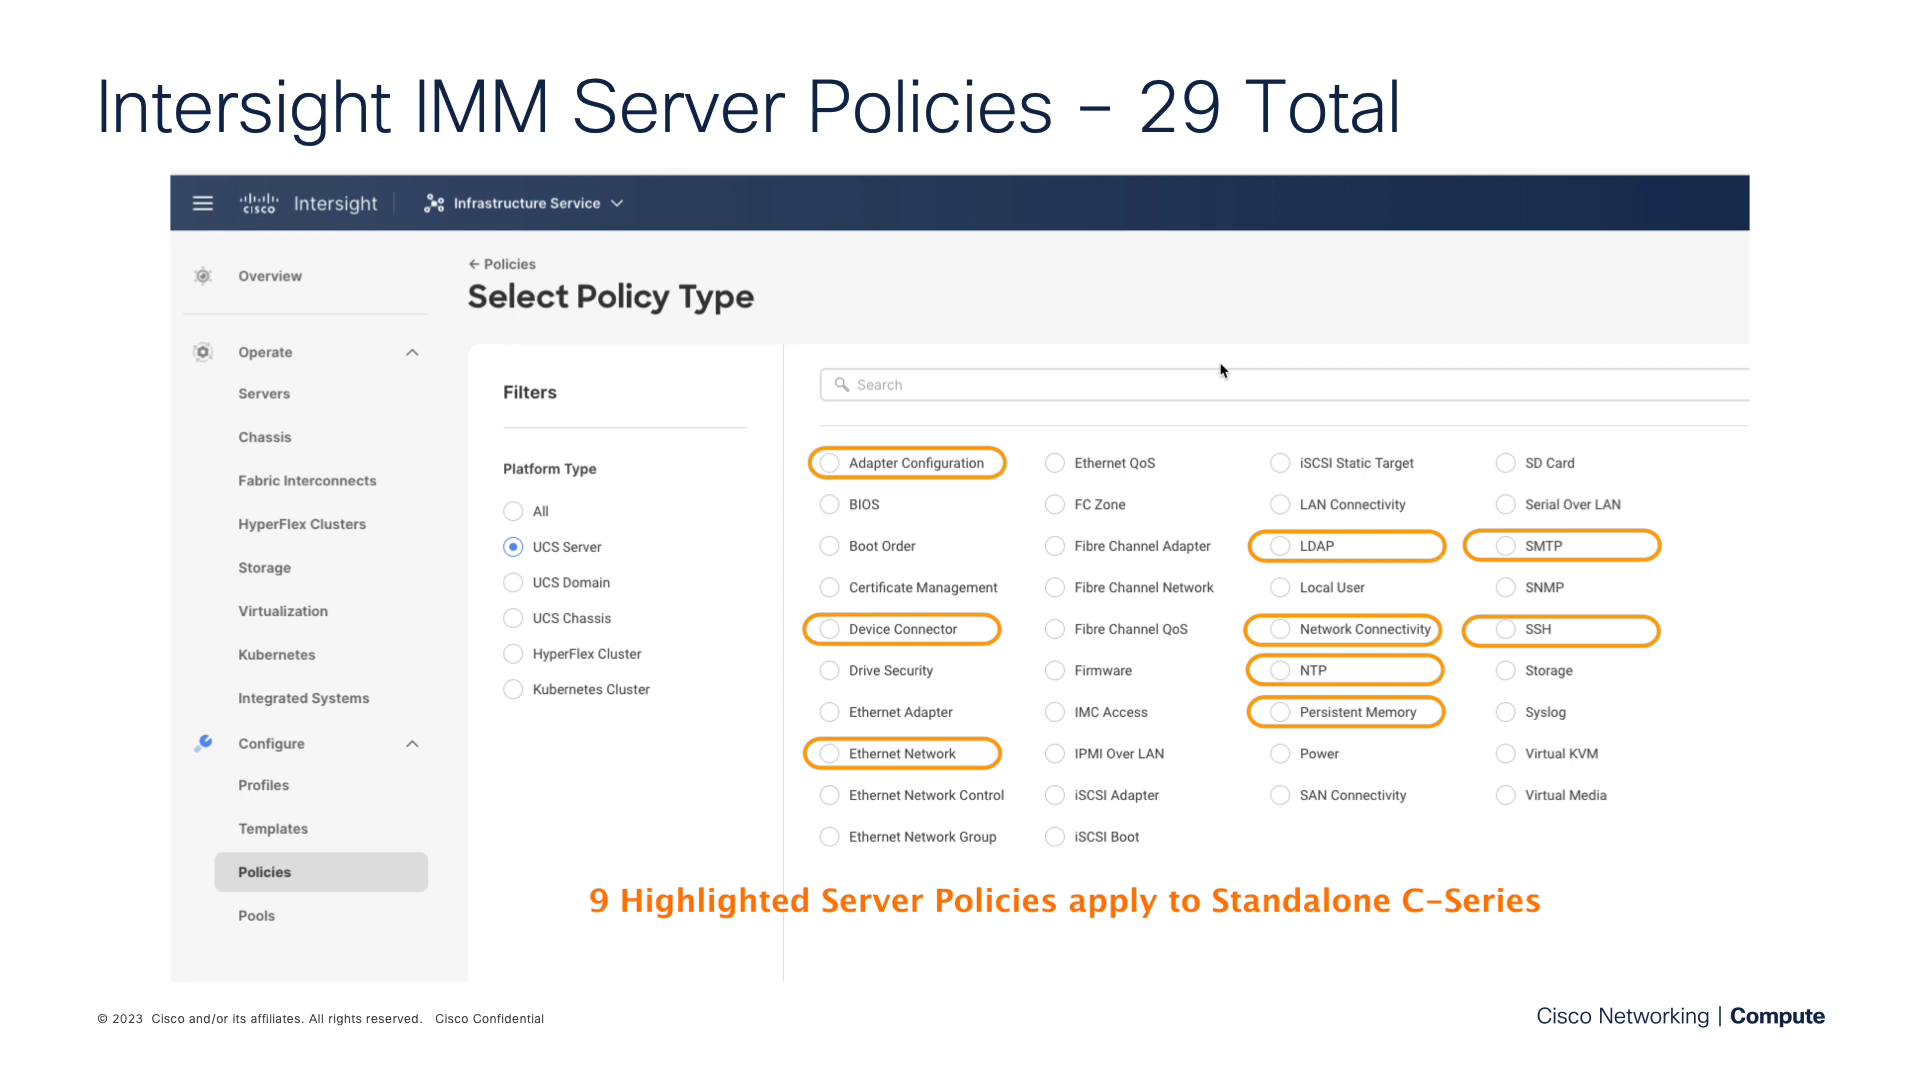 Intersight IMM Server Policies – 29 Total
cisco Intersight
Infrastructure Service
Overview
Operate
Servers
Chassis
Fabric Interconnects
HyperFlex Clusters
Storage
Virtualization
Kubernetes
Integrated Systems
Configure
Profiles
Templates
Policies
Pools
← Policies
Select Policy Type
Filters
Platform Type
All
UCS Server
UCS Domain
UCS Chassis
HyperFlex Cluster
Kubernetes Cluster
Search
Adapter Configuration
BIOS
Boot Order
Certificate Management
Device Connector
Drive Security
Ethernet Adapter
Ethernet Network
Ethernet Network Control
Ethernet Network Group
Ethernet QoS
FC Zone
Fibre Channel Adapter
Fibre Channel Network
Fibre Channel QoS
Firmware
IMC Access
IPMI Over LAN
iSCSI Adapter
iSCSI Boot
iSCSI Static Target
LAN Connectivity
LDAP
Local User
Network Connectivity
NTP
Persistent Memory
Power
SAN Connectivity
SD Card
Serial Over LAN
SMTP
SNMP
SSH
Storage
Syslog
Virtual KVM
Virtual Media
9 Highlighted Server Policies apply to Standalone C-Series
© 2023 Cisco and/or its affiliates. All rights reserved. Cisco Confidential
Cisco Networking | Compute